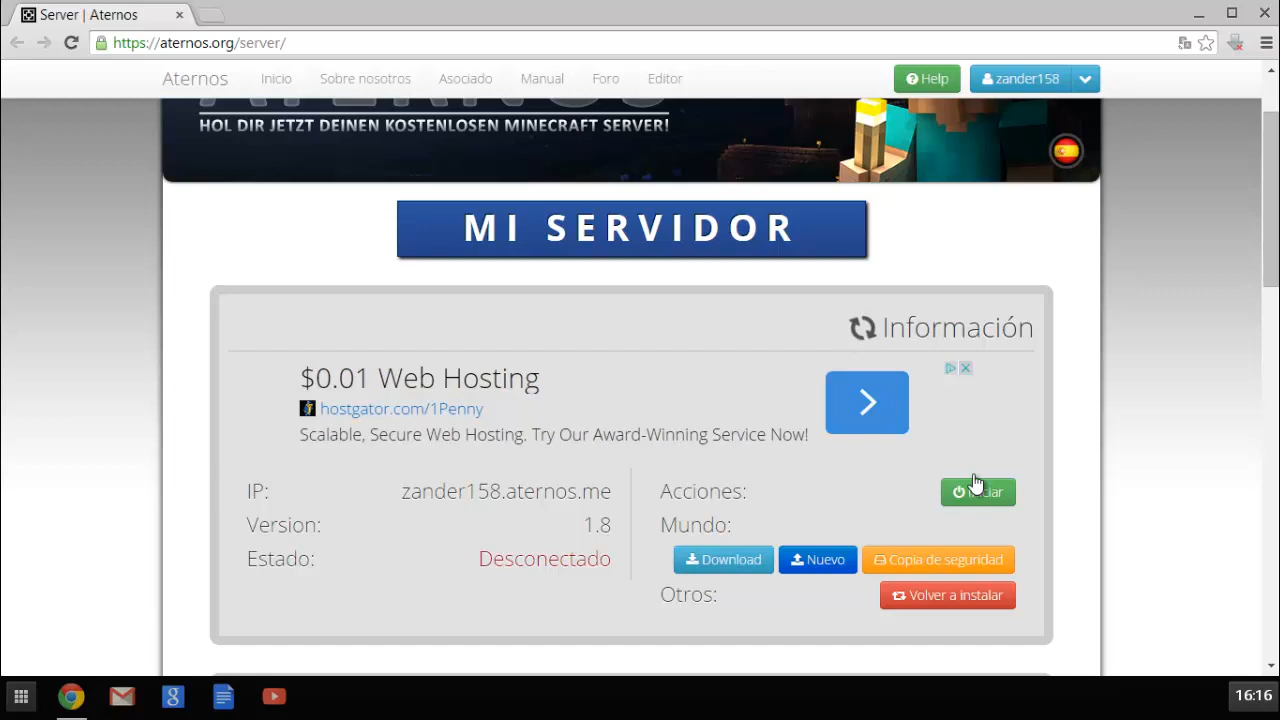 Server | Aternos
https://aternos.org/server/
Aternos Inicio Sobre nosotros Asociado Manual Foro Editor Help zander158
HOL DIR JETZT DEINEN KOSTENLOSEN MINECRAFT SERVER!
MI SERVIDOR
Información
$0.01 Web Hosting
hostgator.com/1Penny
Scalable, Secure Web Hosting. Try Our Award-Winning Service Now!
IP: zander158.aternos.me
Version: 1.8
Estado: Desconectado
Acciones:
Mundo:
Download Nuevo Copia de seguridad
Otros: Volver a instalar
16:16